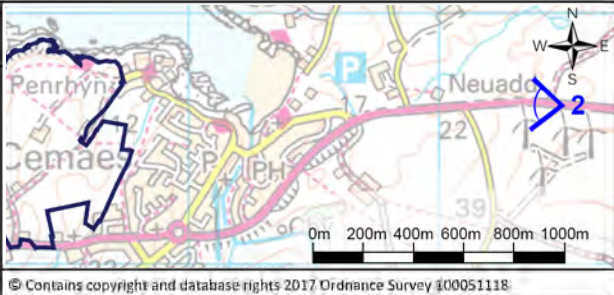 N
W E
S
P
Neuadd
2
Penrhyn
17
22
Cemaes
P
PH
39
0m 200m 400m 600m 800m 1000m
© Contains copyright and database rights 2017 Ordnance Survey 100051118